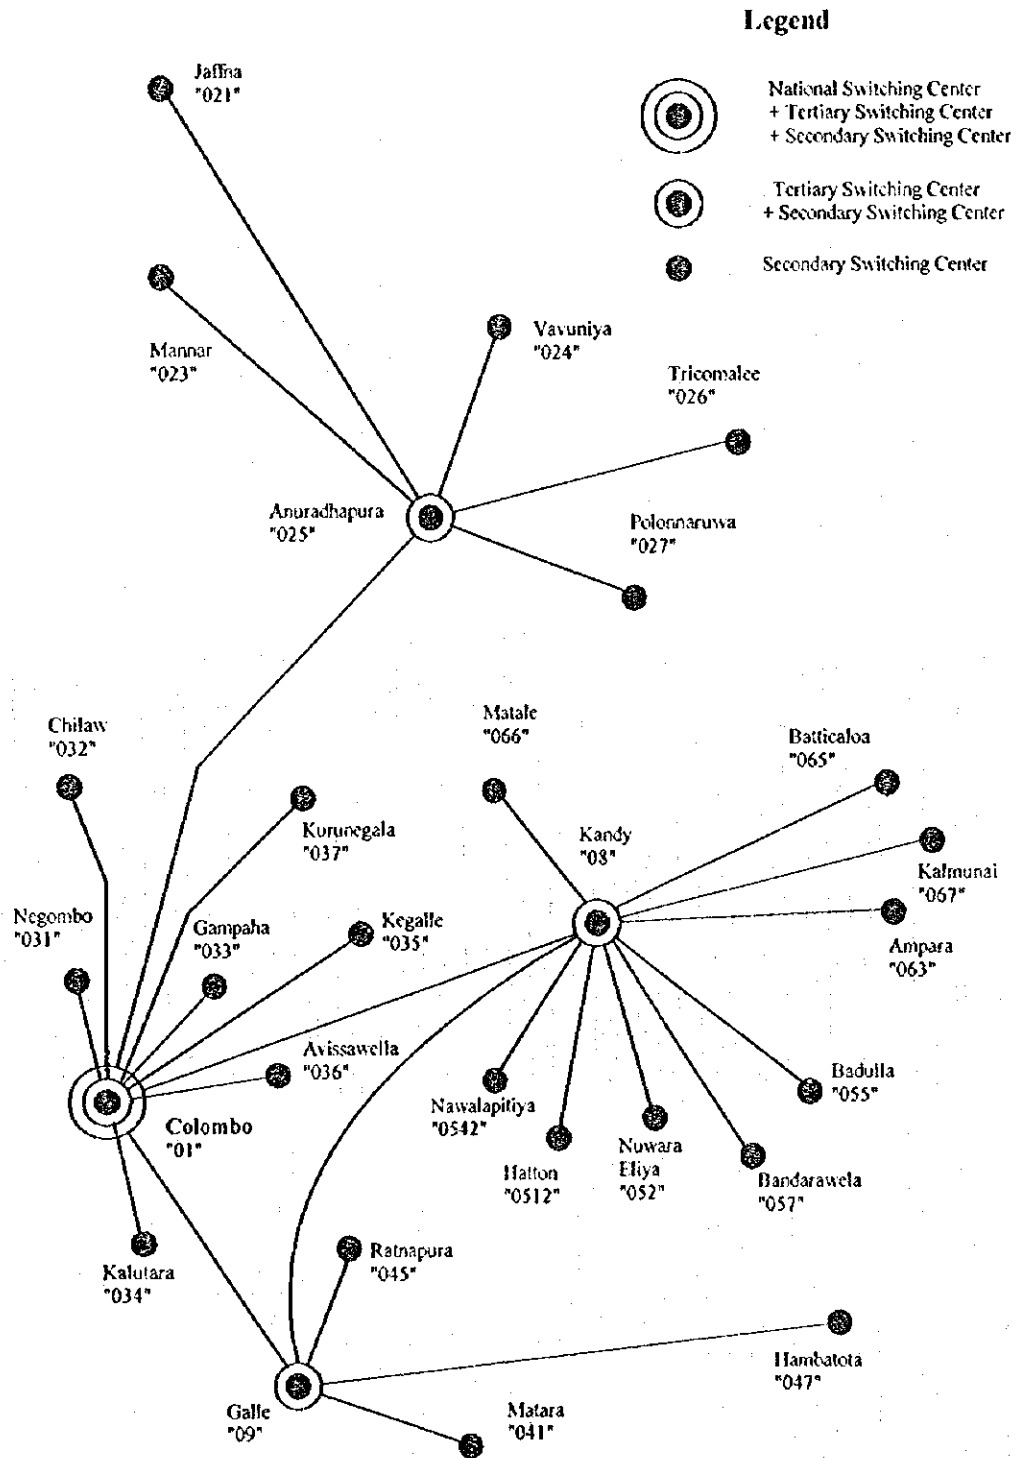 Legend
National Switching Center
+ Tertiary Switching Center
+ Secondary Switching Center
Tertiary Switching Center
+ Secondary Switching Center
Secondary Switching Center
Jaffna
"021"
Mannar
"023"
Vavuniya
"024"
Tricomalee
"026"
Anuradhapura
"025"
Polonnaruwa
"027"
Chilaw
"032"
Matale
"066"
Batticaloa
"065"
Kurunegala
"037"
Kandy
"08"
Kalmunai
"067"
Negombo
"031"
Gampaha
"033"
Kegalle
"035"
Ampara
"063"
Avissawella
"036"
Badulla
"055"
Nawalapitiya
"0542"
Colombo
"01"
Hatton
"0512"
Nuwara
Eliya
"052"
Bandarawela
"057"
Kalutara
"034"
Ratnapura
"045"
Hambatota
"047"
Galle
"09"
Matara
"041"